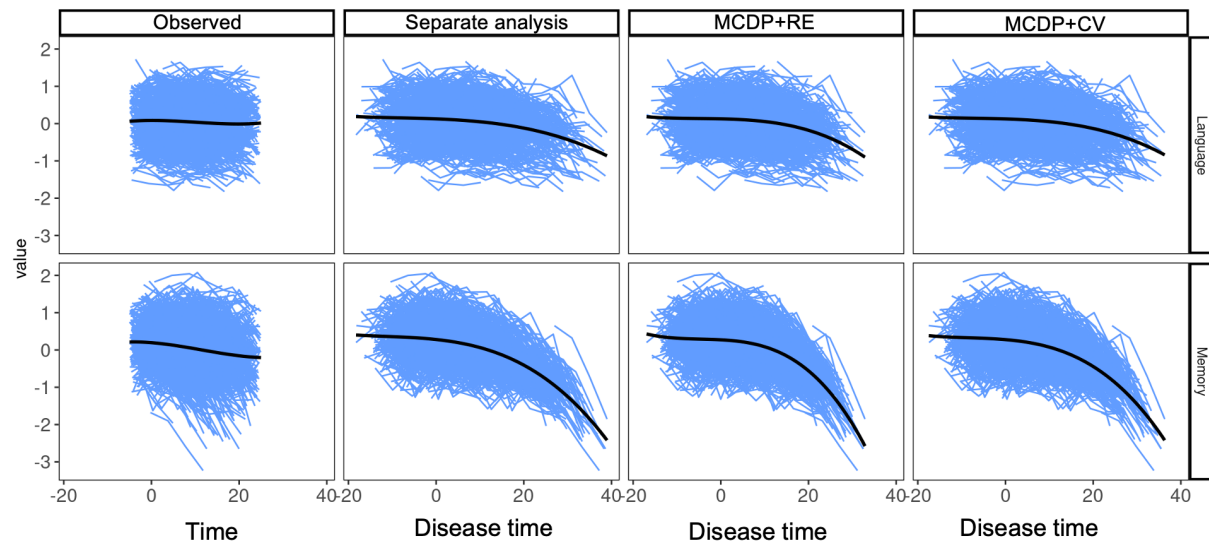 Observed Separate analysis MCDP+RE MCDP+CV
2
1
0
-1
-2
-3
Language
value
2
1
0
-1
-2
-3
Memory
-20 0 20 40 -20 0 20 40 -20 0 20 40 -20 0 20 40
Time Disease time Disease time Disease time